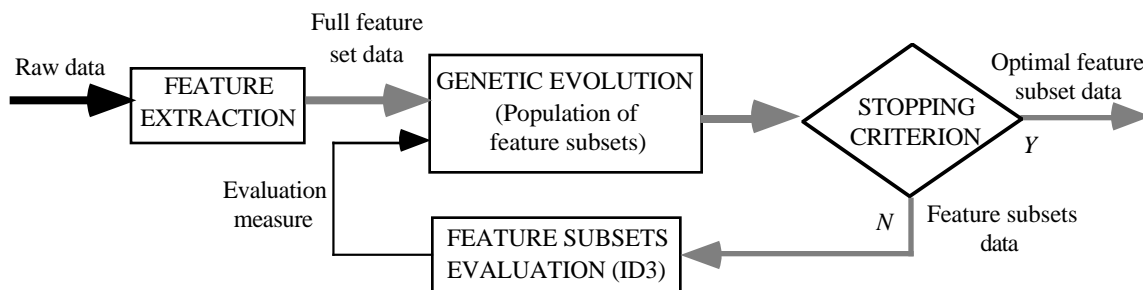 Raw data
FEATURE
EXTRACTION
Full feature
set data
GENETIC EVOLUTION
(Population of
feature subsets)
STOPPING
CRITERION
Optimal feature
subset data
Y
N
Feature subsets
data
FEATURE SUBSETS
EVALUATION (ID3)
Evaluation
measure